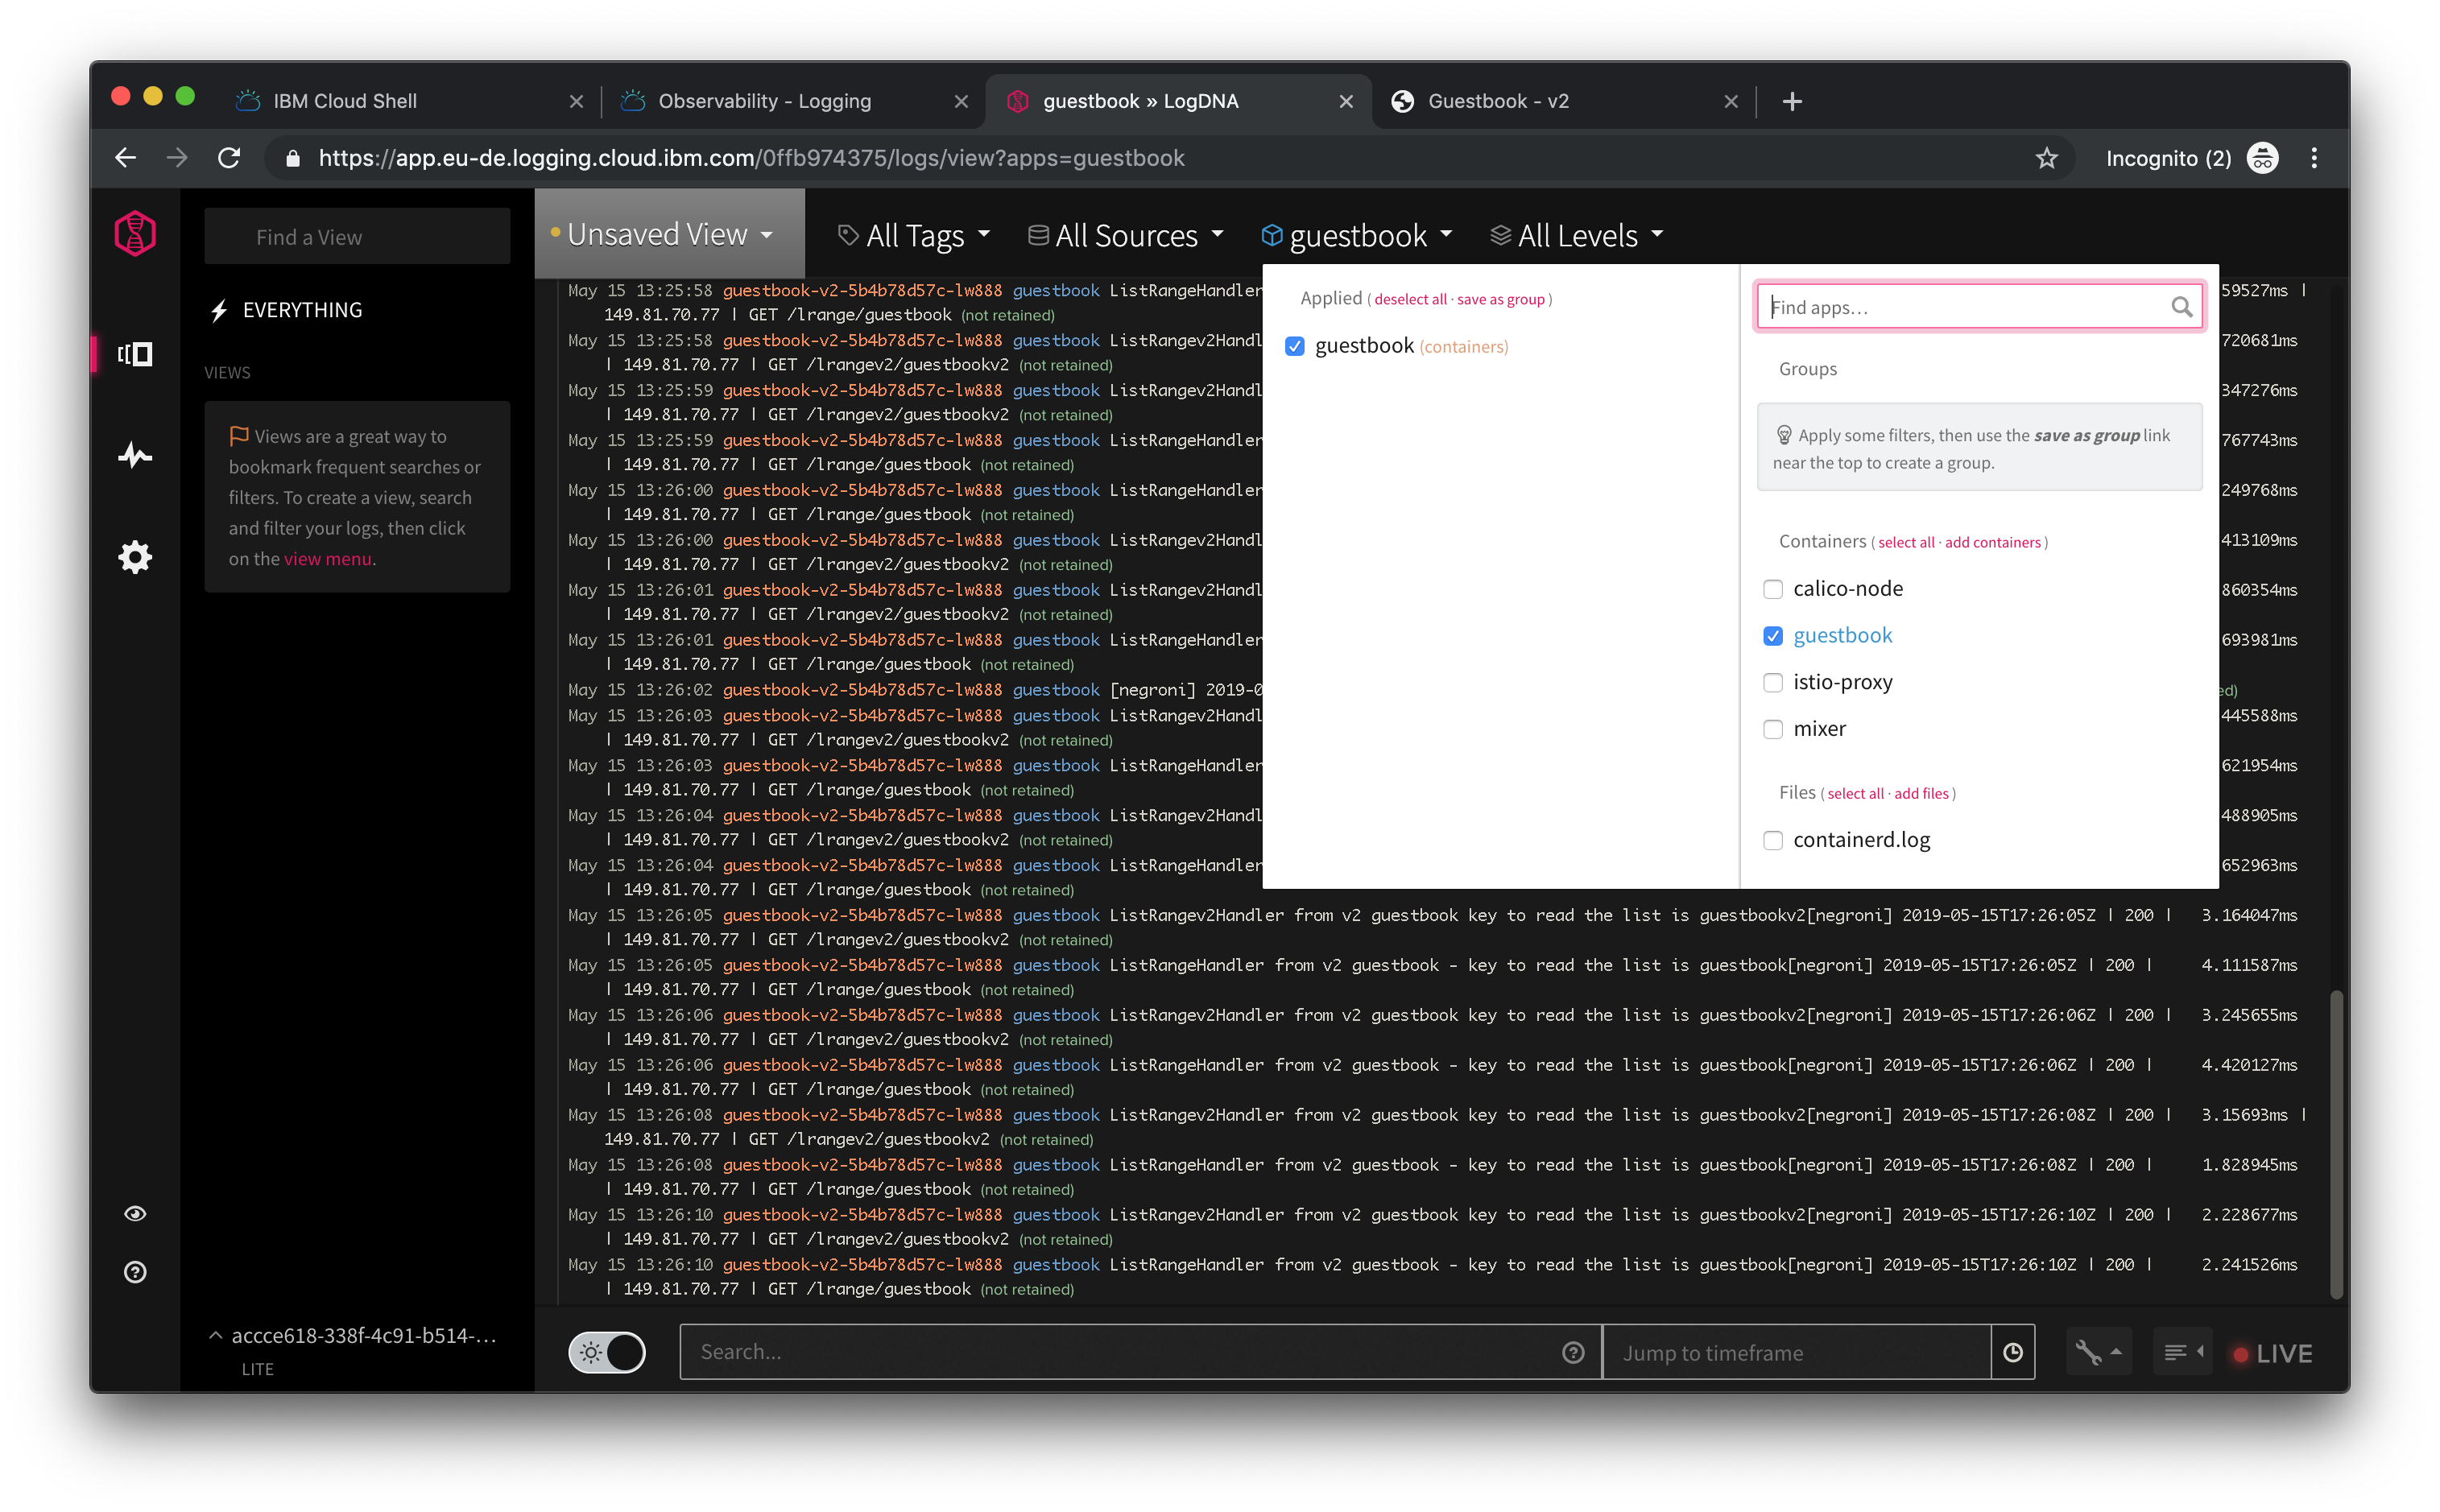 IBM Cloud Shell
Observability - Logging
guestbook » LogDNA
Guestbook - v2
https://app.eu-de.logging.cloud.ibm.com/0ffb974375/logs/view?apps=guestbook
Incognito (2)
Find a View
EVERYTHING
VIEWS
Views are a great way to
bookmark frequent searches or
filters. To create a view, search
and filter your logs, then click
on the view menu.
accce618-338f-4c91-b514-...
LITE
Unsaved View
All Tags
All Sources
guestbook
All Levels
Applied ( deselect all · save as group )
guestbook (containers)
Find apps...
Groups
Apply some filters, then use the save as group link
near the top to create a group.
Containers ( select all · add containers )
calico-node
guestbook
istio-proxy
mixer
Files ( select all · add files )
containerd.log
May 15 13:25:58 guestbook-v2-5b4b78d57c-lw888 guestbook ListRangeHandler 59527ms |
149.81.70.77 | GET /lrange/guestbook (not retained)
May 15 13:25:58 guestbook-v2-5b4b78d57c-lw888 guestbook ListRangev2Handl 720681ms
| 149.81.70.77 | GET /lrangev2/guestbookv2 (not retained)
May 15 13:25:59 guestbook-v2-5b4b78d57c-lw888 guestbook ListRangev2Handl 347276ms
| 149.81.70.77 | GET /lrangev2/guestbookv2 (not retained)
May 15 13:25:59 guestbook-v2-5b4b78d57c-lw888 guestbook ListRangeHandler 767743ms
| 149.81.70.77 | GET /lrange/guestbook (not retained)
May 15 13:26:00 guestbook-v2-5b4b78d57c-lw888 guestbook ListRangeHandler 249768ms
| 149.81.70.77 | GET /lrange/guestbook (not retained)
May 15 13:26:00 guestbook-v2-5b4b78d57c-lw888 guestbook ListRangev2Handl 413109ms
| 149.81.70.77 | GET /lrangev2/guestbookv2 (not retained)
May 15 13:26:01 guestbook-v2-5b4b78d57c-lw888 guestbook ListRangev2Handl 860354ms
| 149.81.70.77 | GET /lrangev2/guestbookv2 (not retained)
May 15 13:26:01 guestbook-v2-5b4b78d57c-lw888 guestbook ListRangeHandler 693981ms
| 149.81.70.77 | GET /lrange/guestbook (not retained)
May 15 13:26:02 guestbook-v2-5b4b78d57c-lw888 guestbook [negroni] 2019-0 ed)
May 15 13:26:03 guestbook-v2-5b4b78d57c-lw888 guestbook ListRangev2Handl 445588ms
| 149.81.70.77 | GET /lrangev2/guestbookv2 (not retained)
May 15 13:26:03 guestbook-v2-5b4b78d57c-lw888 guestbook ListRangeHandler 621954ms
| 149.81.70.77 | GET /lrange/guestbook (not retained)
May 15 13:26:04 guestbook-v2-5b4b78d57c-lw888 guestbook ListRangev2Handl 488905ms
| 149.81.70.77 | GET /lrangev2/guestbookv2 (not retained)
May 15 13:26:04 guestbook-v2-5b4b78d57c-lw888 guestbook ListRangeHandler 652963ms
| 149.81.70.77 | GET /lrange/guestbook (not retained)
May 15 13:26:05 guestbook-v2-5b4b78d57c-lw888 guestbook ListRangev2Handler from v2 guestbook key to read the list is guestbookv2[negroni] 2019-05-15T17:26:05Z | 200 | 3.164047ms
| 149.81.70.77 | GET /lrangev2/guestbookv2 (not retained)
May 15 13:26:05 guestbook-v2-5b4b78d57c-lw888 guestbook ListRangeHandler from v2 guestbook - key to read the list is guestbook[negroni] 2019-05-15T17:26:05Z | 200 | 4.111587ms
| 149.81.70.77 | GET /lrange/guestbook (not retained)
May 15 13:26:06 guestbook-v2-5b4b78d57c-lw888 guestbook ListRangev2Handler from v2 guestbook key to read the list is guestbookv2[negroni] 2019-05-15T17:26:06Z | 200 | 3.245655ms
| 149.81.70.77 | GET /lrangev2/guestbookv2 (not retained)
May 15 13:26:06 guestbook-v2-5b4b78d57c-lw888 guestbook ListRangeHandler from v2 guestbook - key to read the list is guestbook[negroni] 2019-05-15T17:26:06Z | 200 | 4.420127ms
| 149.81.70.77 | GET /lrange/guestbook (not retained)
May 15 13:26:08 guestbook-v2-5b4b78d57c-lw888 guestbook ListRangev2Handler from v2 guestbook key to read the list is guestbookv2[negroni] 2019-05-15T17:26:08Z | 200 | 3.15693ms |
149.81.70.77 | GET /lrangev2/guestbookv2 (not retained)
May 15 13:26:08 guestbook-v2-5b4b78d57c-lw888 guestbook ListRangeHandler from v2 guestbook - key to read the list is guestbook[negroni] 2019-05-15T17:26:08Z | 200 | 1.828945ms
| 149.81.70.77 | GET /lrange/guestbook (not retained)
May 15 13:26:10 guestbook-v2-5b4b78d57c-lw888 guestbook ListRangev2Handler from v2 guestbook key to read the list is guestbookv2[negroni] 2019-05-15T17:26:10Z | 200 | 2.228677ms
| 149.81.70.77 | GET /lrangev2/guestbookv2 (not retained)
May 15 13:26:10 guestbook-v2-5b4b78d57c-lw888 guestbook ListRangeHandler from v2 guestbook - key to read the list is guestbook[negroni] 2019-05-15T17:26:10Z | 200 | 2.241526ms
| 149.81.70.77 | GET /lrange/guestbook (not retained)
Search...
Jump to timeframe
LIVE